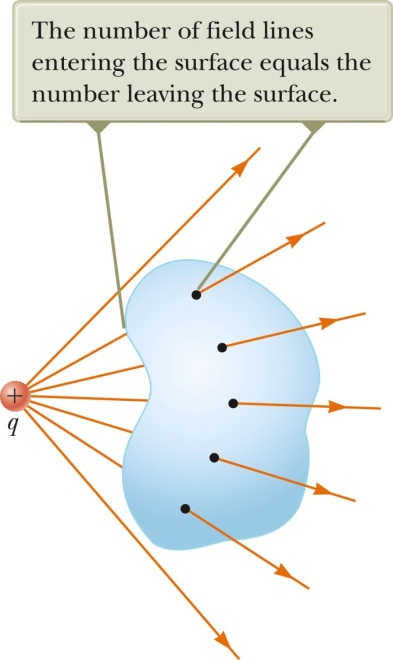 The number of field lines
entering the surface equals the
number leaving the surface.
+
q